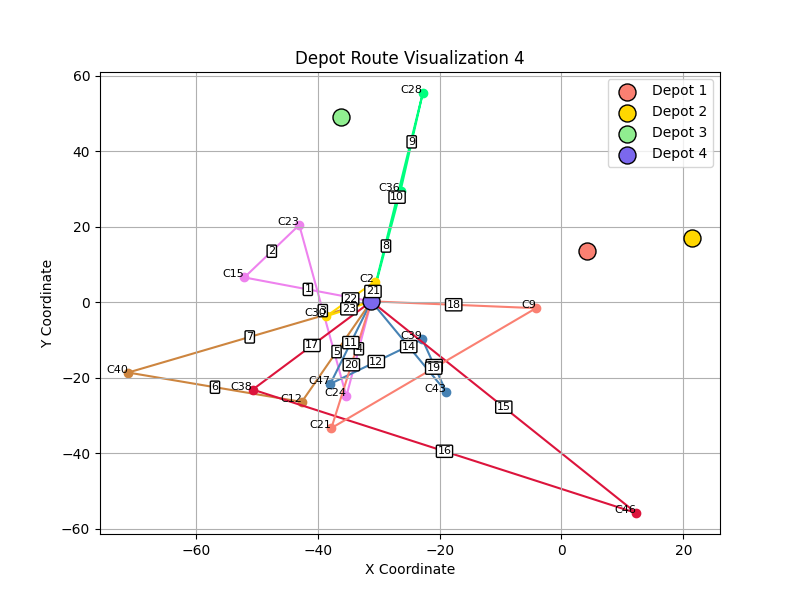 Depot Route Visualization 4
60
40
20
0
−20
−40
−60
−60
−40
−20
0
20
X Coordinate
Y Coordinate
Depot 1
Depot 2
Depot 3
Depot 4
C28
9
C36
10
8
C23
2
C15
1
C2
21
22
23
3
18
C9
7
17
11
4
5
C39
14
12
20
19
C40
6
C38
C47
C24
C43
C12
C21
15
16
C46